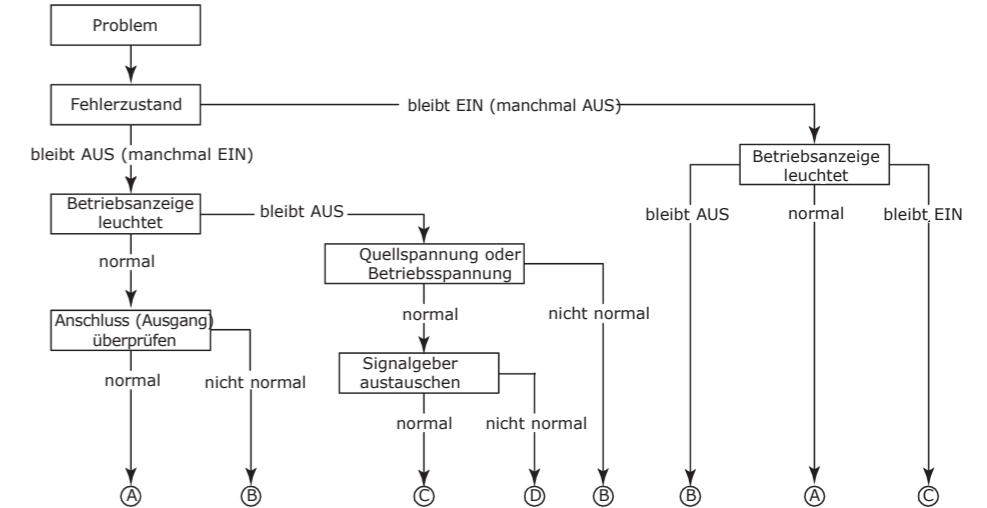 Problem
Fehlerzustand
bleibt EIN (manchmal AUS)
bleibt AUS (manchmal EIN)
Betriebsanzeige
leuchtet
Betriebsanzeige
leuchtet
bleibt AUS
bleibt AUS
normal
bleibt EIN
Quellspannung oder
Betriebsspannung
normal
normal
nicht normal
Anschluss (Ausgang)
überprüfen
Signalgeber
austauschen
normal
nicht normal
normal
nicht normal
A
B
C
D
B
B
A
C